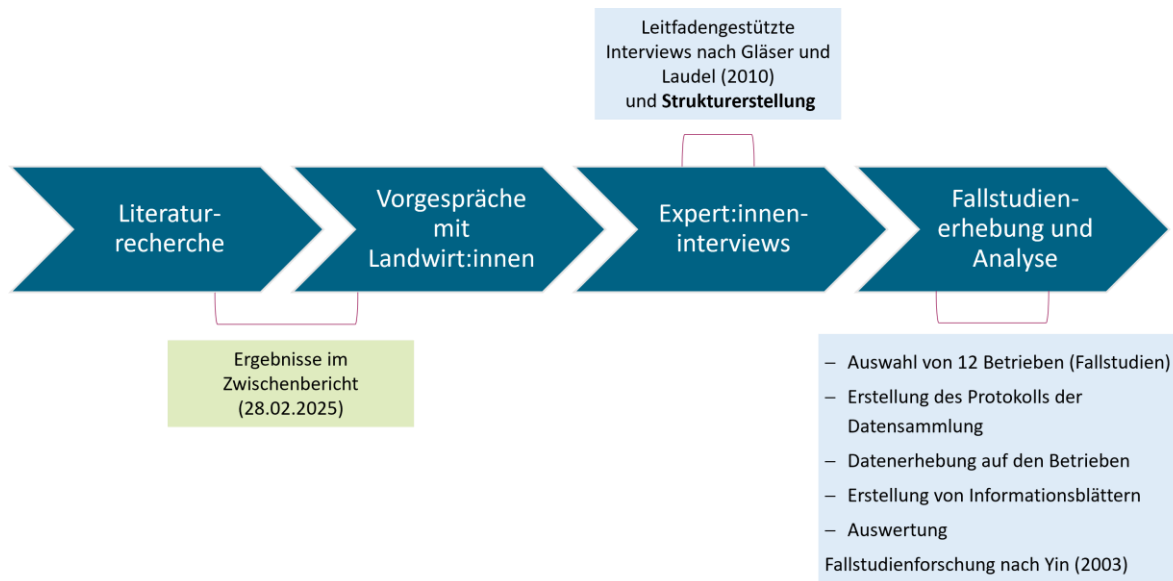 Leitfadengestützte
Interviews nach Gläser und
Laudel (2010)
und Strukturerstellung
Literatur-
recherche
Vorgespräche
mit
Landwirt:innen
Expert:innen-
interviews
Fallstudien-
erhebung und
Analyse
Ergebnisse im
Zwischenbericht
(28.02.2025)
– Auswahl von 12 Betrieben (Fallstudien)
– Erstellung des Protokolls der
Datensammlung
– Datenerhebung auf den Betrieben
– Erstellung von Informationsblättern
– Auswertung
Fallstudienforschung nach Yin (2003)